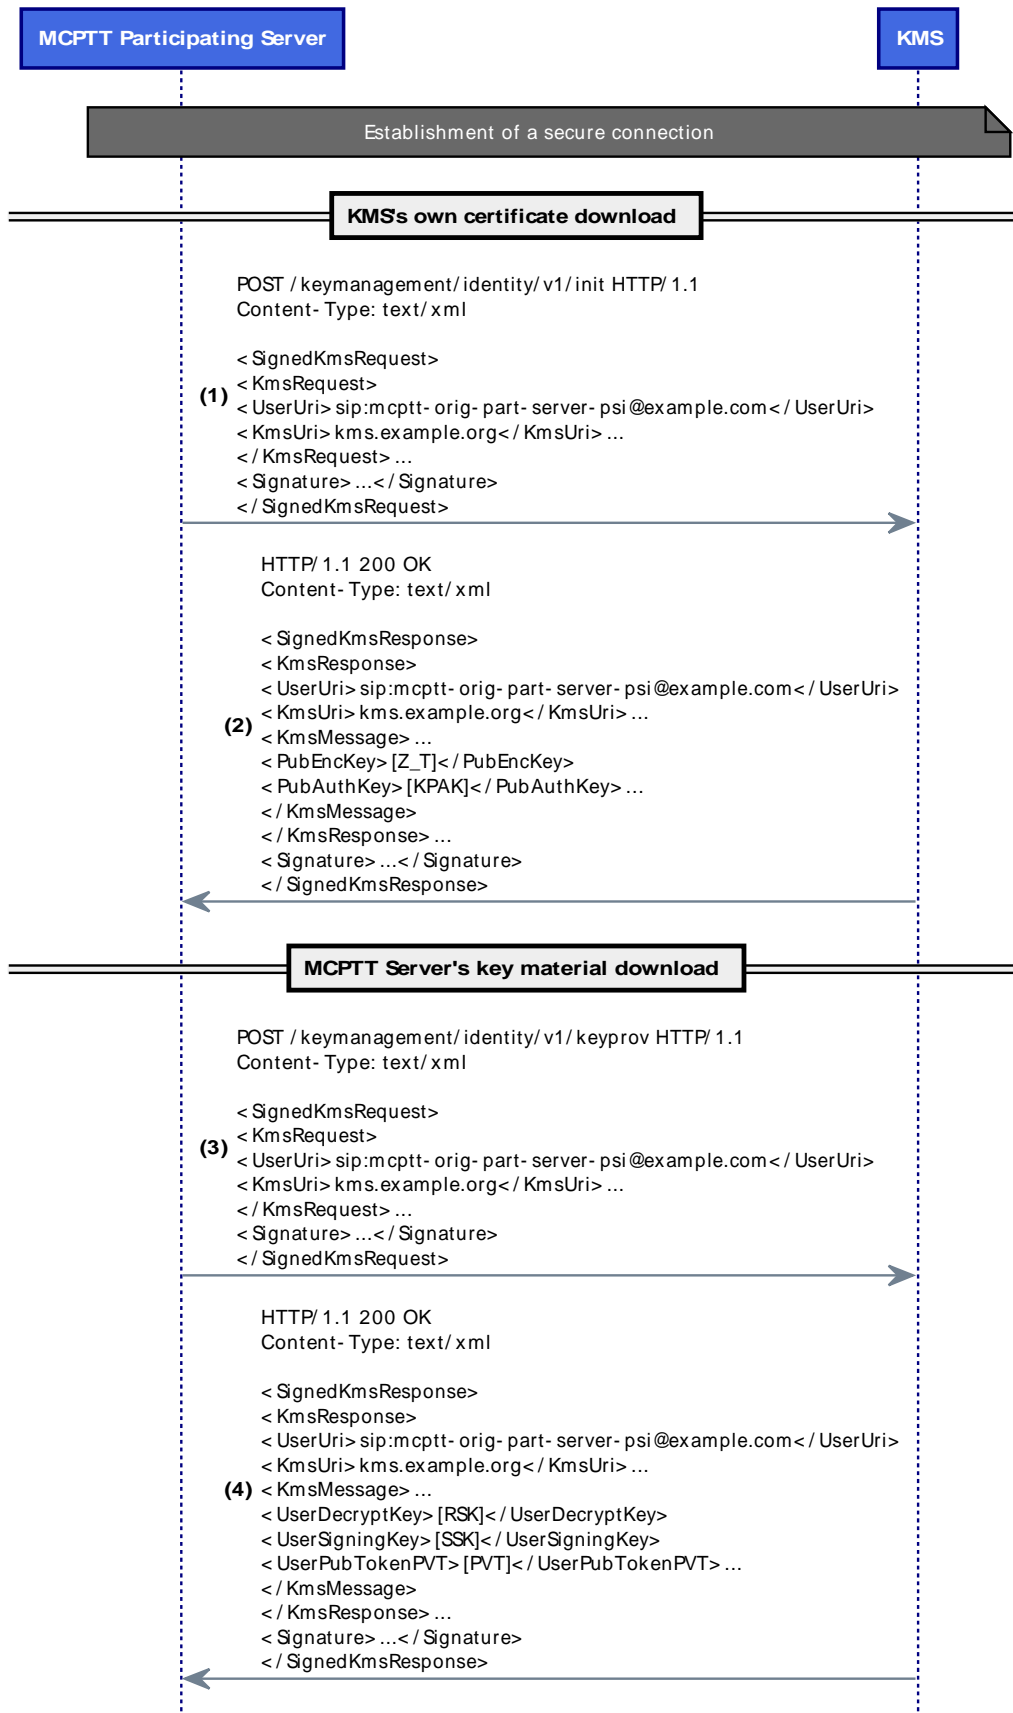 MCPTT Participating Server
KMS
Establishment of a secure connection
KMS's own certificate download
POST /keymanagement/identity/v1/init HTTP/1.1
Content-Type: text/xml
<SignedKmsRequest>
<KmsRequest>
(1)
<UserUri>sip:mcptt-orig-part-server-psi@example.com</UserUri>
<KmsUri>kms.example.org</KmsUri>...
</KmsRequest>...
<Signature>...</Signature>
</SignedKmsRequest>
HTTP/1.1 200 OK
Content-Type: text/xml
<SignedKmsResponse>
<KmsResponse>
<UserUri>sip:mcptt-orig-part-server-psi@example.com</UserUri>
<KmsUri>kms.example.org</KmsUri>...
(2)
<KmsMessage>...
<PubEncKey>[Z_T]</PubEncKey>
<PubAuthKey>[KPAK]</PubAuthKey>...
</KmsMessage>
</KmsResponse>...
<Signature>...</Signature>
</SignedKmsResponse>
MCPTT Server's key material download
POST /keymanagement/identity/v1/keyprov HTTP/1.1
Content-Type: text/xml
<SignedKmsRequest>
<KmsRequest>
(3)
<UserUri>sip:mcptt-orig-part-server-psi@example.com</UserUri>
<KmsUri>kms.example.org</KmsUri>...
</KmsRequest>...
<Signature>...</Signature>
</SignedKmsRequest>
HTTP/1.1 200 OK
Content-Type: text/xml
<SignedKmsResponse>
<KmsResponse>
<UserUri>sip:mcptt-orig-part-server-psi@example.com</UserUri>
<KmsUri>kms.example.org</KmsUri>...
(4) <KmsMessage>...
<UserDecryptKey>[RSK]</UserDecryptKey>
<UserSigningKey>[SSK]</UserSigningKey>
<UserPubTokenPVT>[PVT]</UserPubTokenPVT>...
</KmsMessage>
</KmsResponse>...
<Signature>...</Signature>
</SignedKmsResponse>